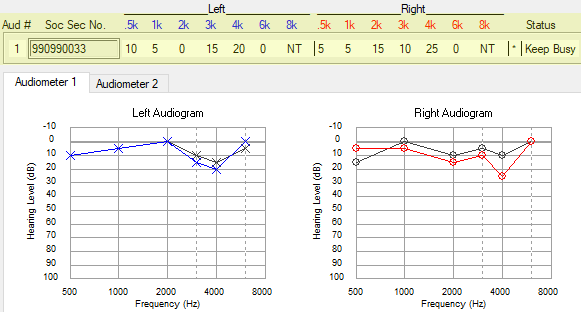 Left Right
Aud # Soc Sec No. .5k 1k 2k 3k 4k 6k 8k .5k 1k 2k 3k 4k 6k 8k Status
1 990990033 10 5 0 15 20 0 NT 5 5 15 10 25 0 NT * Keep Busy
Audiometer 1 Audiometer 2
Left Audiogram
Hearing Level (dB)
-10
0
10
20
30
40
50
60
70
80
90
100
500 1000 2000 4000 8000
Frequency (Hz)
Right Audiogram
Hearing Level (dB)
-10
0
10
20
30
40
50
60
70
80
90
100
500 1000 2000 4000 8000
Frequency (Hz)